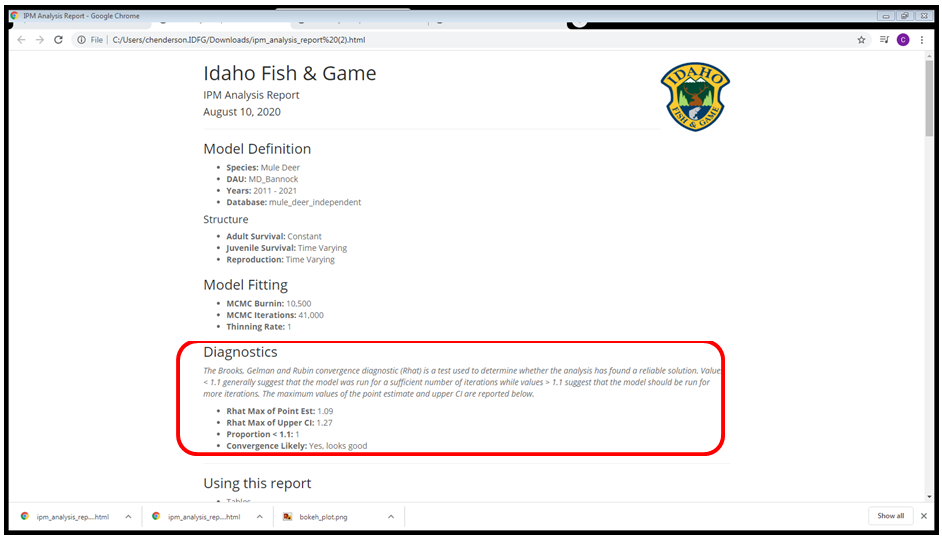 IPM Analysis Report - Google Chrome
File | C:/Users/chenderson.IDFG/Downloads/ipm_analysis_report%20(2).html
C
Idaho Fish & Game
IPM Analysis Report
August 10, 2020
IDAHO
FISH & GAME
Model Definition
• Species: Mule Deer
• DAU: MD_Bannock
• Years: 2011 - 2021
• Database: mule_deer_independent
Structure
• Adult Survival: Constant
• Juvenile Survival: Time Varying
• Reproduction: Time Varying
Model Fitting
• MCMC Burnin: 10,500
• MCMC Iterations: 41,000
• Thinning Rate: 1
Diagnostics
The Brooks, Gelman and Rubin convergence diagnostic (Rhat) is a test used to determine whether the analysis has found a reliable solution. Values
< 1.1 generally suggest that the model was run for a sufficient number of iterations while values > 1.1 suggest that the model should be run for
more iterations. The maximum values of the point estimate and upper CI are reported below.
• Rhat Max of Point Est: 1.09
• Rhat Max of Upper CI: 1.27
• Proportion < 1.1: 1
• Convergence Likely: Yes, looks good
Using this report
• Tables
ipm_analysis_rep....html
ipm_analysis_rep....html
bokeh_plot.png
Show all